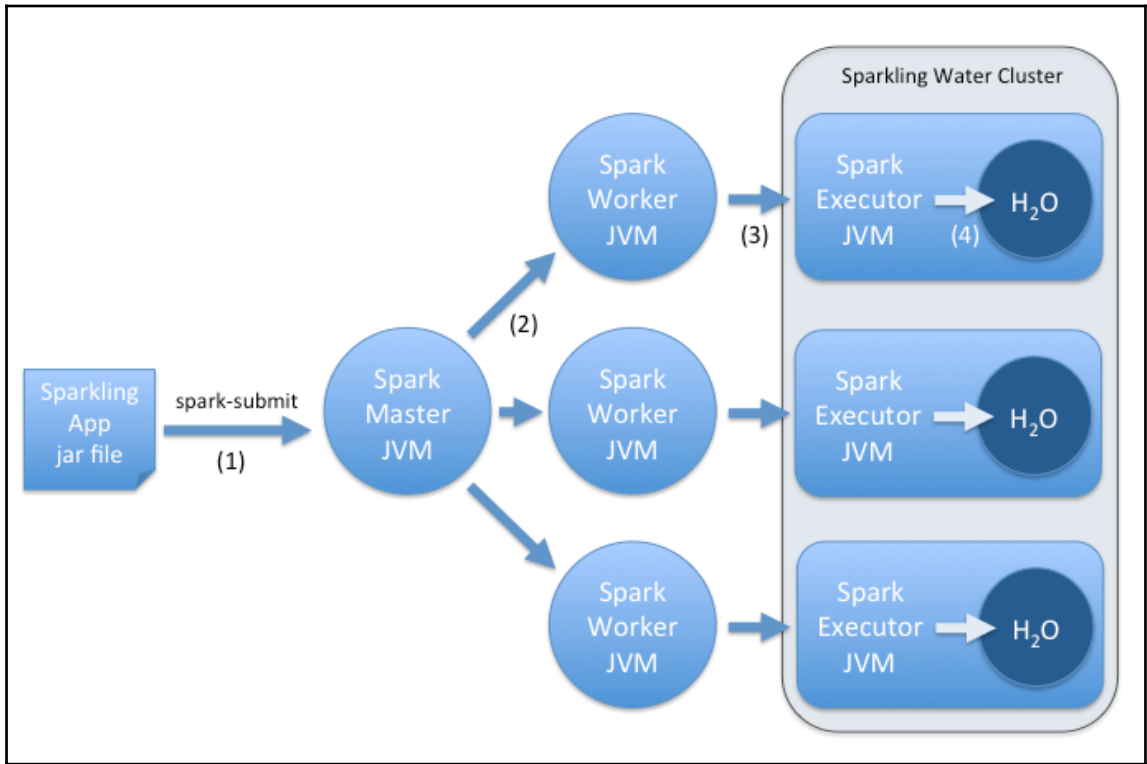 Sparkling Water Cluster
Sparkling
App
jar file
spark-submit
(1)
Spark
Master
JVM
(2)
Spark
Worker
JVM
(3)
Spark
Executor
JVM
(4)
H₂O
Spark
Worker
JVM
Spark
Executor
JVM
H₂O
Spark
Worker
JVM
Spark
Executor
JVM
H₂O